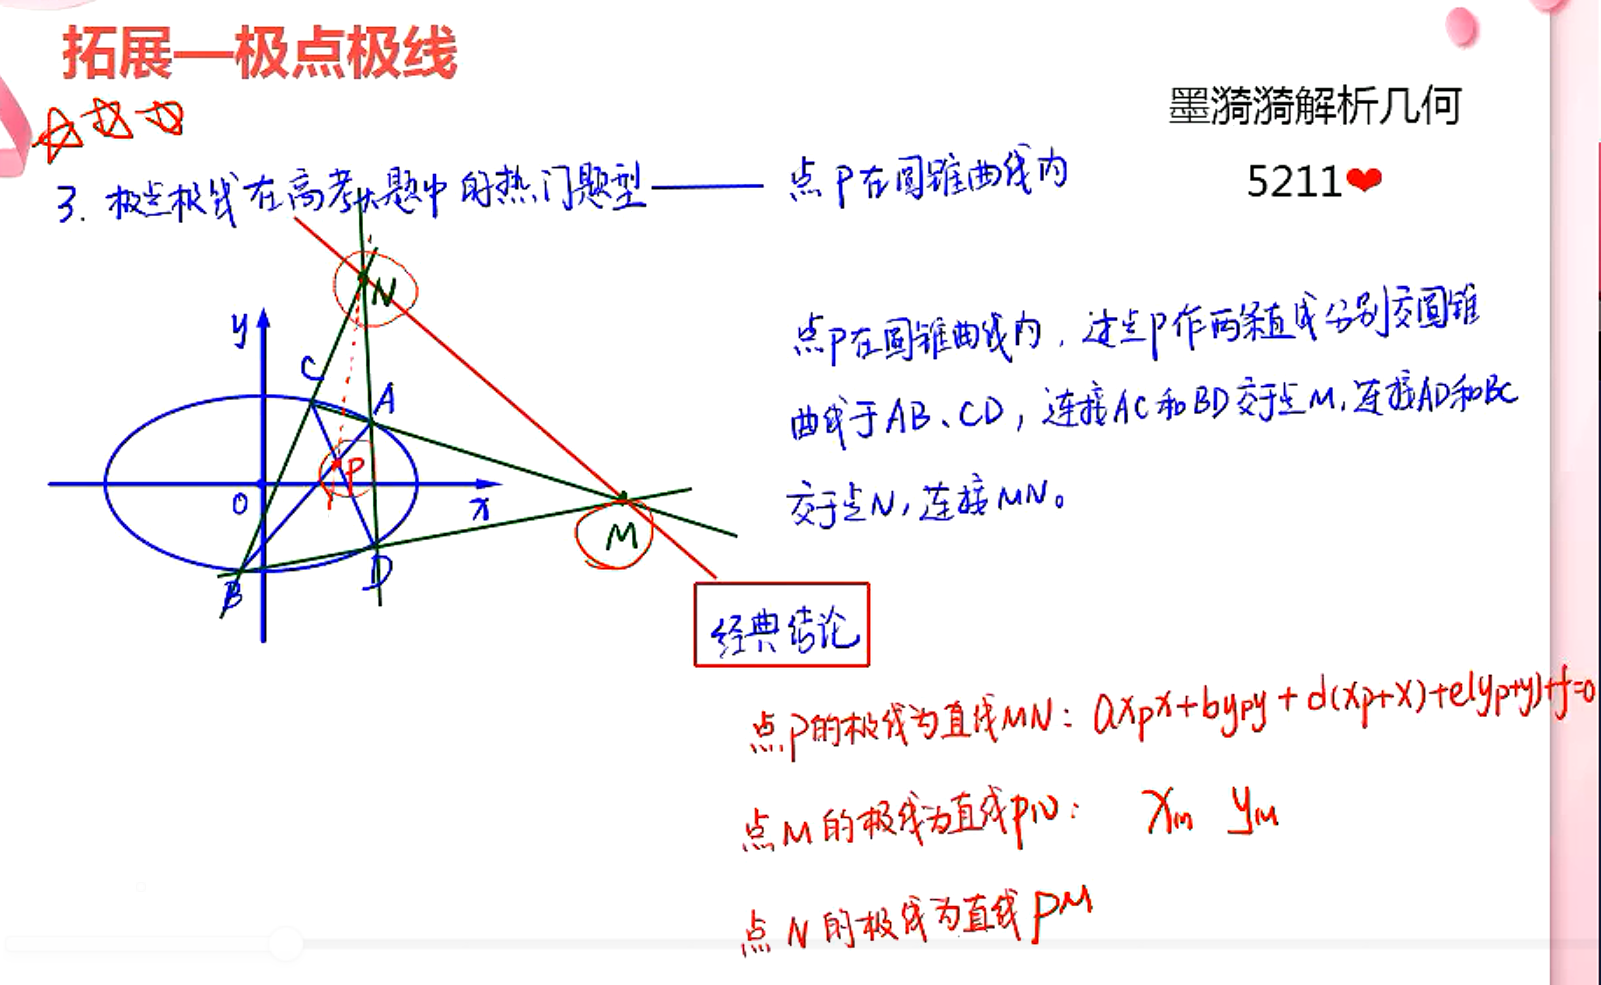 拓展—极点极线
墨漪漪解析几何
5211❤
3. 极点极线在高考大题中的热门题型—— 点P在圆锥曲线内
点P在圆锥曲线内，过点P作两条直线分别交圆锥
曲线于AB、CD，连接AC和BD交于点M，连接AD和BC
交于点N，连接MN。
N
y
C
A
P
O
x
M
B
D
经典结论
点P的极线为直线MN：axₚx+byₚy+d(xₚ+x)+e(yₚ+y)+f=0
点M的极线为直线PN： xₘ yₘ
点N的极线为直线PM